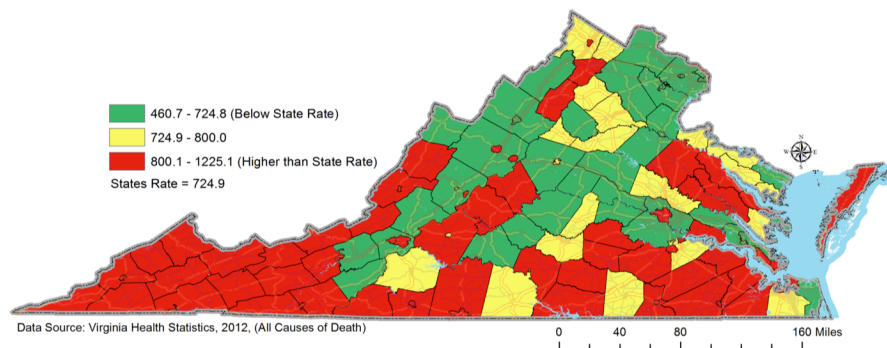 N
W E
S
460.7 - 724.8 (Below State Rate)
724.9 - 800.0
800.1 - 1225.1 (Higher than State Rate)
States Rate = 724.9
Data Source: Virginia Health Statistics, 2012, (All Causes of Death)
0 40 80 160 Miles